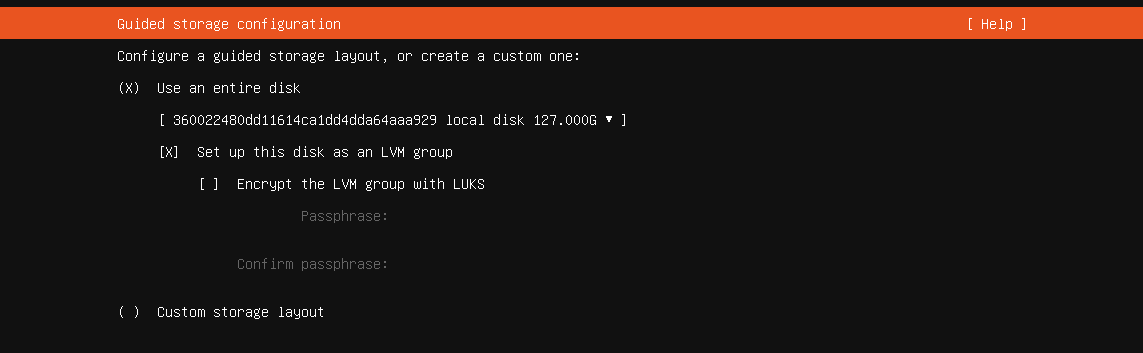 Guided storage configuration [ Help ]
Configure a guided storage layout, or create a custom one:
(X) Use an entire disk
[ 360022480dd11614ca1dd4dda64aaa929 local disk 127.000G ▾ ]
[X] Set up this disk as an LVM group
[ ] Encrypt the LVM group with LUKS
Passphrase:
Confirm passphrase:
( ) Custom storage layout